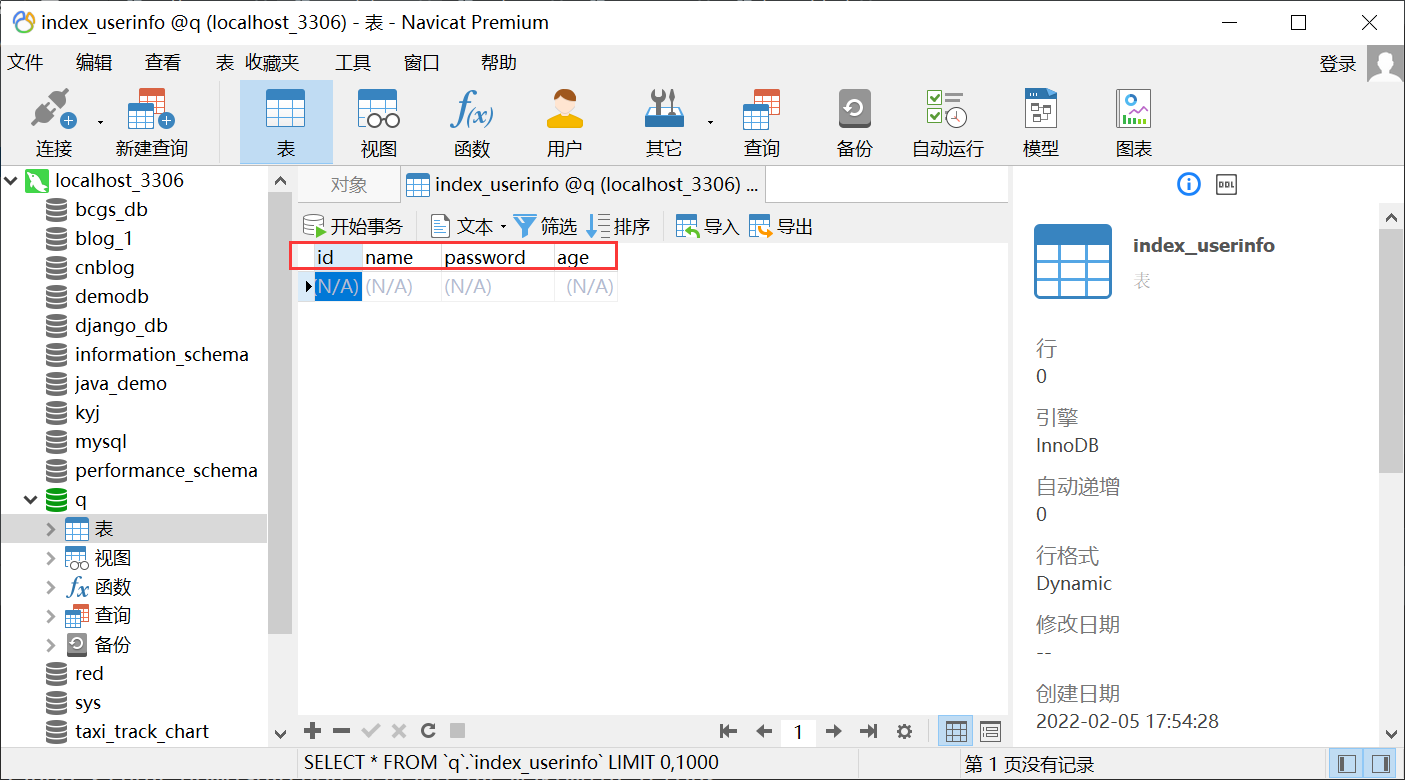 index_userinfo @q (localhost_3306) - 表 - Navicat Premium
文件 编辑 查看 表 收藏夹 工具 窗口 帮助 登录
连接 新建查询 表 视图 函数 用户 其它 查询 备份 自动运行 模型 图表
localhost_3306
bcgs_db
blog_1
cnblog
demodb
django_db
information_schema
java_demo
kyj
mysql
performance_schema
q
表
视图
函数
查询
备份
red
sys
taxi_track_chart
对象 index_userinfo @q (localhost_3306) ...
开始事务 文本 筛选 排序 导入 导出
id name password age
(N/A) (N/A) (N/A) (N/A)
1
SELECT * FROM `q`.`index_userinfo` LIMIT 0,1000
第 1 页没有记录
DDL
index_userinfo
表
行
0
引擎
InnoDB
自动递增
0
行格式
Dynamic
修改日期
--
创建日期
2022-02-05 17:54:28